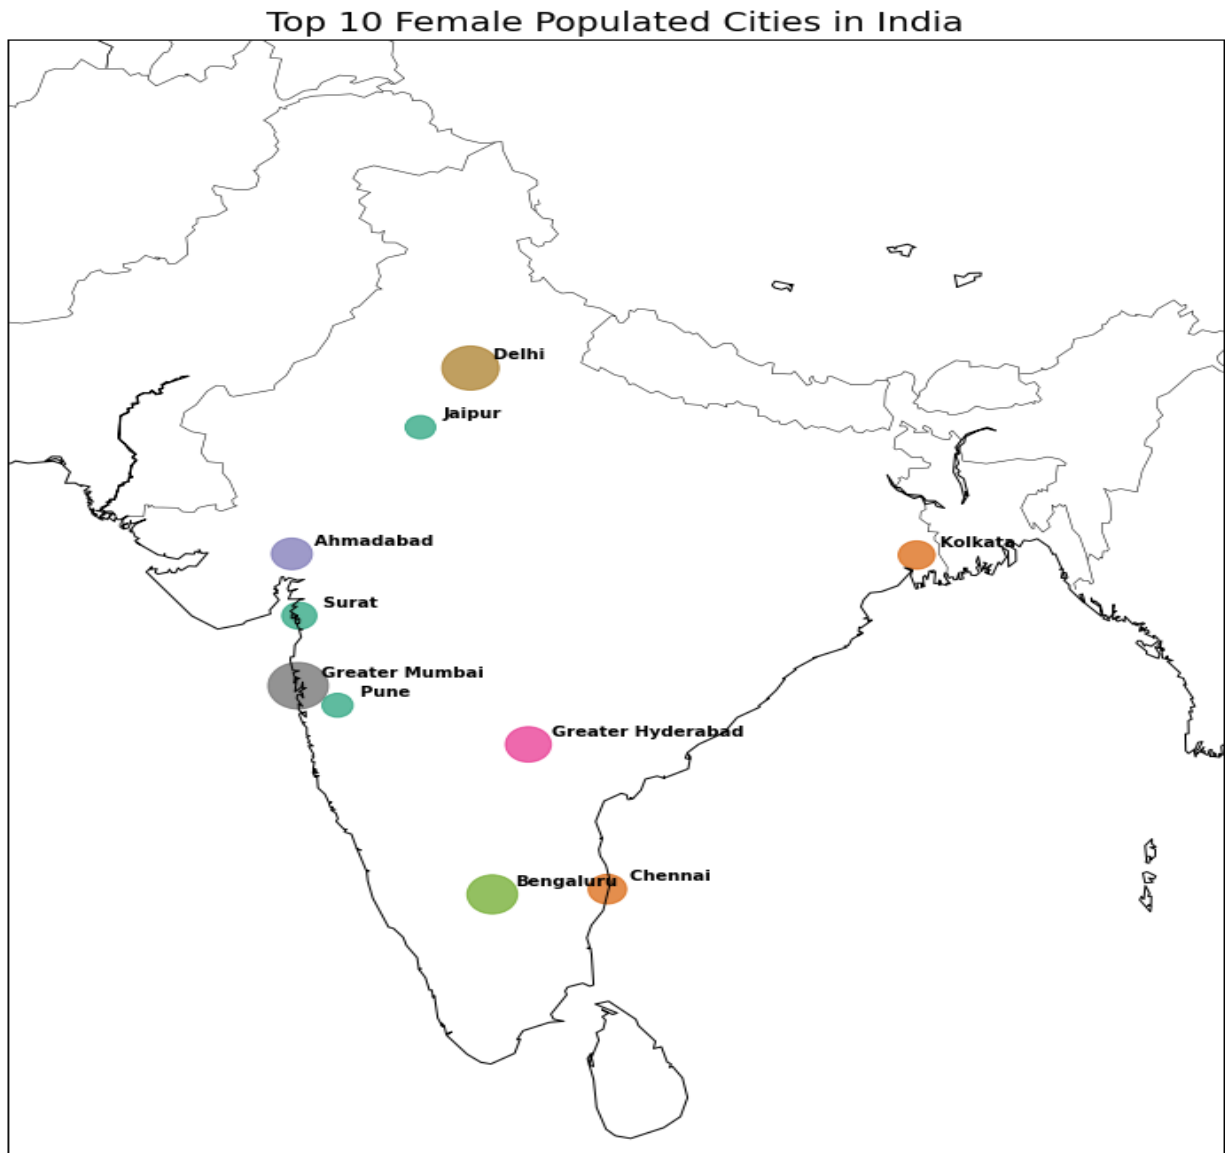 Top 10 Female Populated Cities in India
Delhi
Jaipur
Ahmadabad
Kolkata
Surat
Greater Mumbai
Pune
Greater Hyderabad
Bengaluru
Chennai